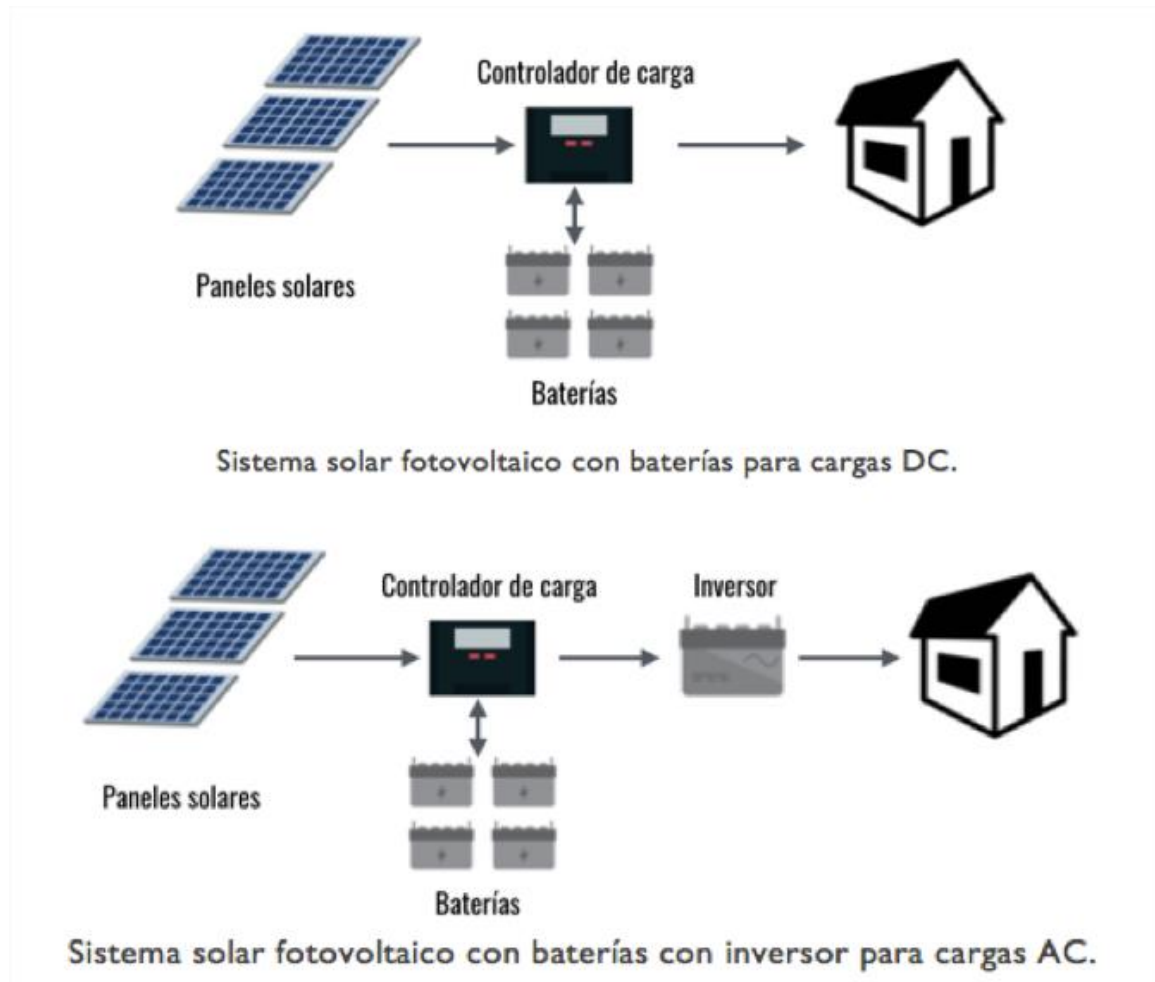 Controlador de carga
Paneles solares
Baterías
Sistema solar fotovoltaico con baterías para cargas DC.
Controlador de carga
Inversor
Paneles solares
Baterías
Sistema solar fotovoltaico con baterías con inversor para cargas AC.